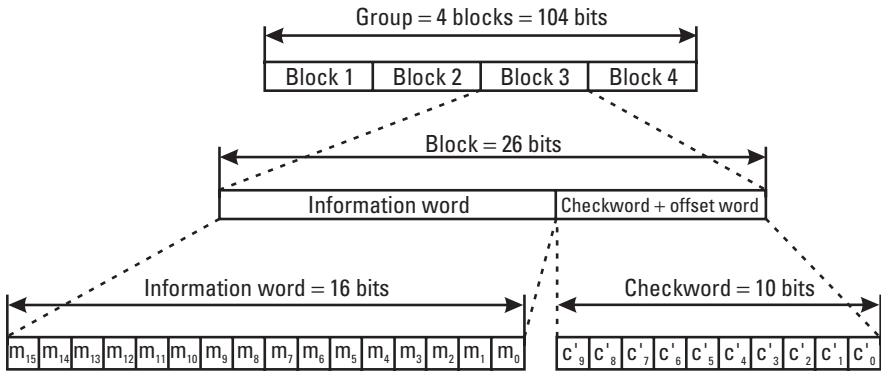 Group = 4 blocks = 104 bits
Block 1 Block 2 Block 3 Block 4
Block = 26 bits
Information word Checkword + offset word
Information word = 16 bits Checkword = 10 bits
m₁₅ m₁₄ m₁₃ m₁₂ m₁₁ m₁₀ m₉ m₈ m₇ m₆ m₅ m₄ m₃ m₂ m₁ m₀ c'₉ c'₈ c'₇ c'₆ c'₅ c'₄ c'₃ c'₂ c'₁ c'₀